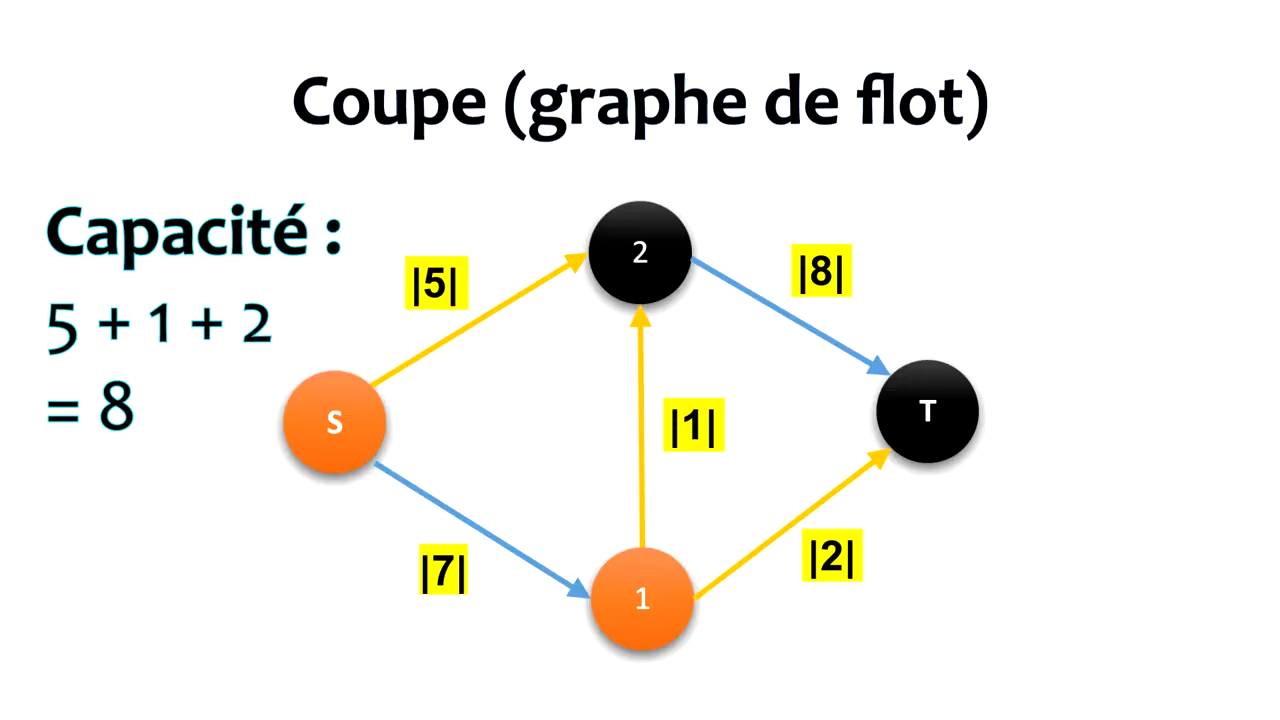 Coupe (graphe de flot)
Capacité :
5 + 1 + 2
= 8
2
|5|
|8|
S
T
|1|
|7|
|2|
1